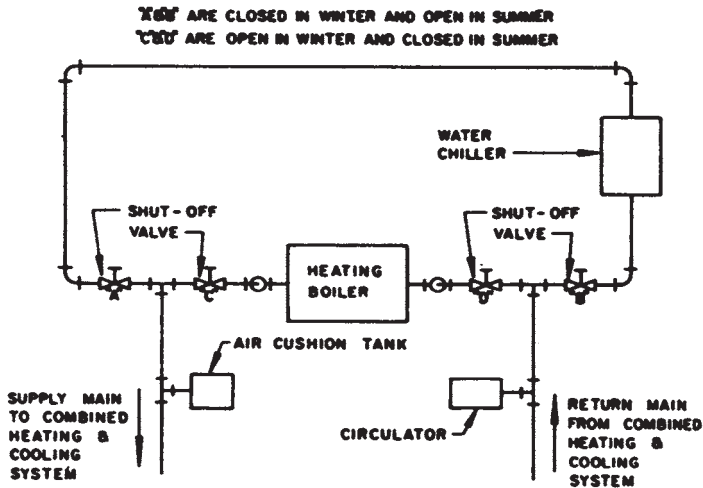 "A&B" ARE CLOSED IN WINTER AND OPEN IN SUMMER
"C&D" ARE OPEN IN WINTER AND CLOSED IN SUMMER
WATER
CHILLER
SHUT-OFF
VALVE
SHUT-OFF
VALVE
HEATING
BOILER
A
C
D
B
AIR CUSHION TANK
SUPPLY MAIN
TO COMBINED
HEATING &
COOLING
SYSTEM
CIRCULATOR
RETURN MAIN
FROM COMBINED
HEATING &
COOLING
SYSTEM